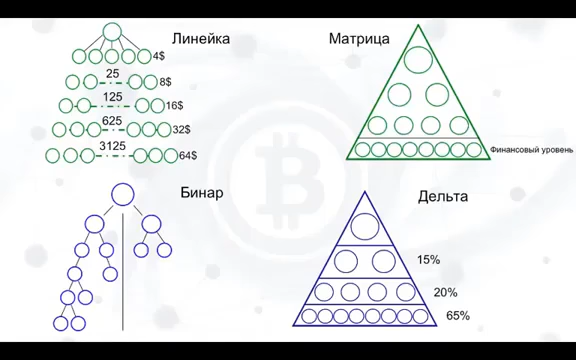 Линейка
4$
25
8$
125
16$
625
32$
3125
64$
Матрица
Финансовый уровень
Бинар
Дельта
15%
20%
65%